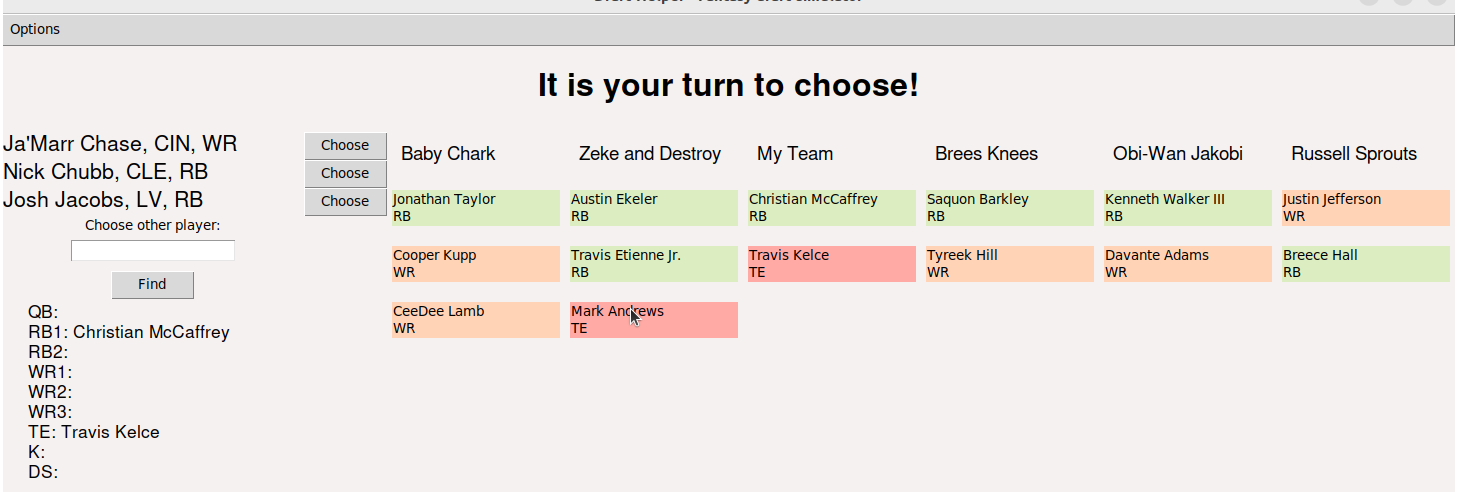 Options
It is your turn to choose!
Ja'Marr Chase, CIN, WR
Choose
Nick Chubb, CLE, RB
Choose
Josh Jacobs, LV, RB
Choose
Choose other player:
Find
QB:
RB1: Christian McCaffrey
RB2:
WR1:
WR2:
WR3:
TE: Travis Kelce
K:
DS:
Baby Chark
Zeke and Destroy
My Team
Brees Knees
Obi-Wan Jakobi
Russell Sprouts
Jonathan Taylor
RB
Austin Ekeler
RB
Christian McCaffrey
RB
Saquon Barkley
RB
Kenneth Walker III
RB
Justin Jefferson
WR
Cooper Kupp
WR
Travis Etienne Jr.
RB
Travis Kelce
TE
Tyreek Hill
WR
Davante Adams
WR
Breece Hall
RB
CeeDee Lamb
WR
Mark Andrews
TE